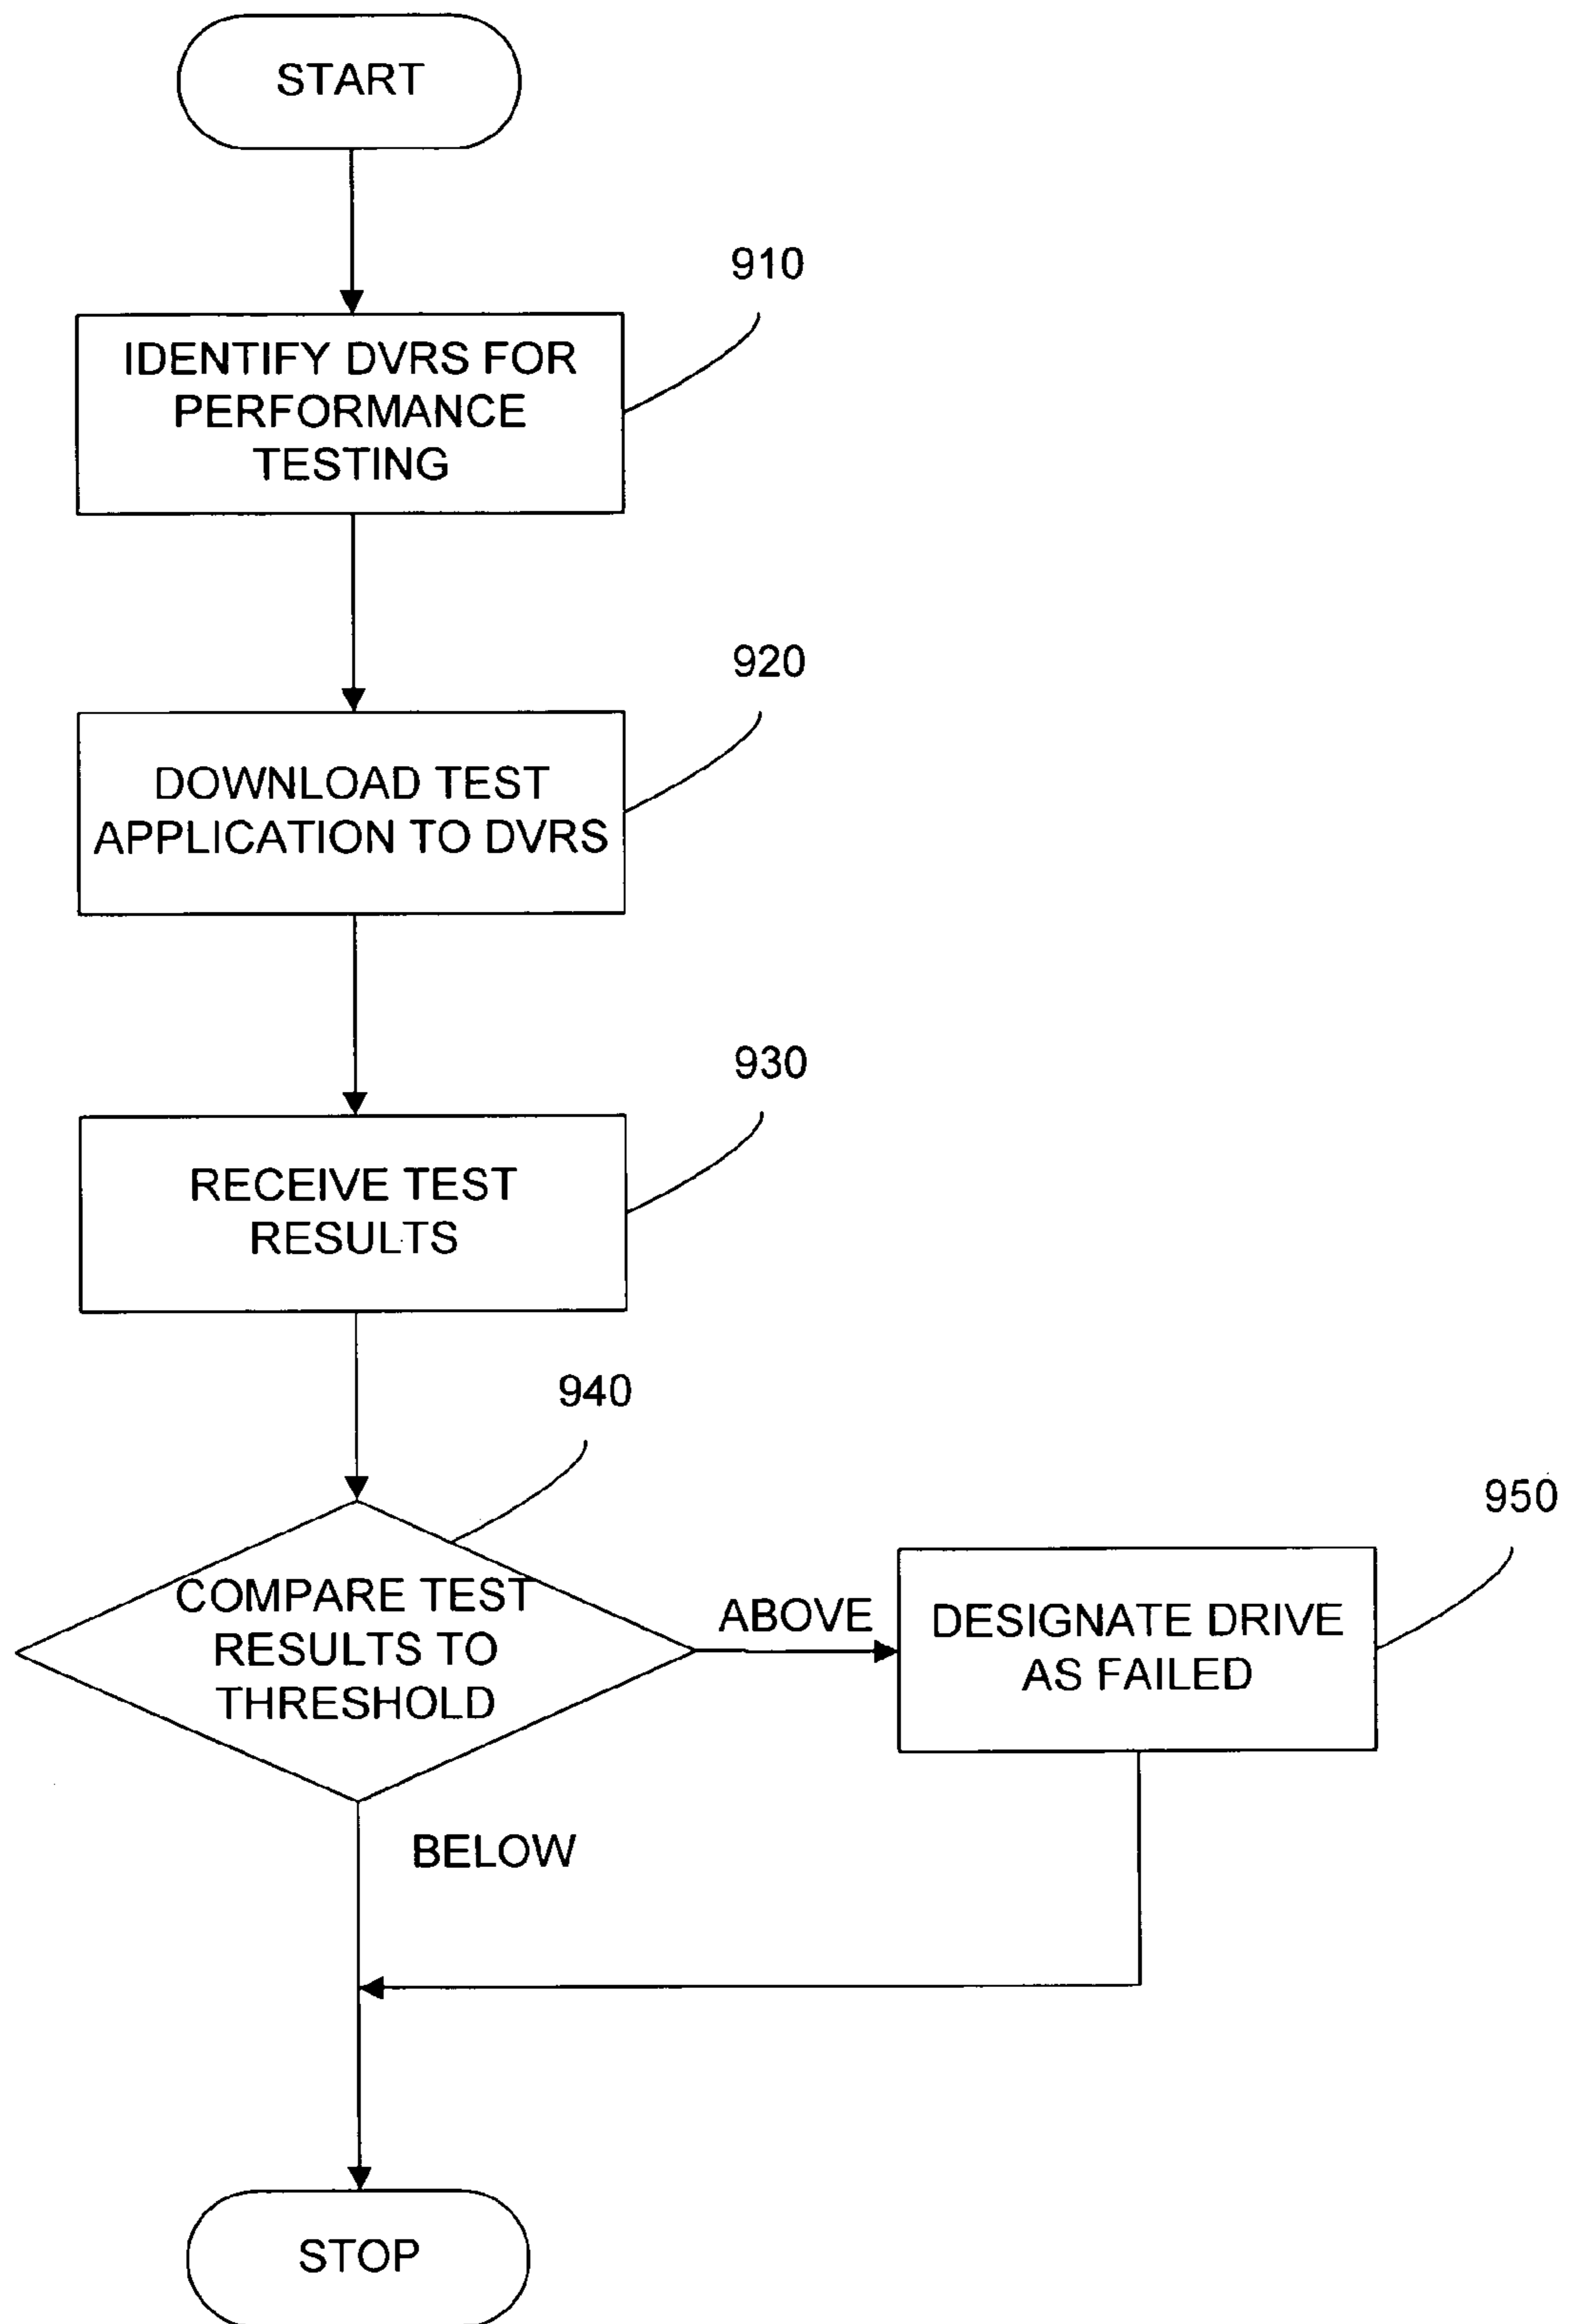 START
910
IDENTIFY DVRS FOR
PERFORMANCE
TESTING
920
DOWNLOAD TEST
APPLICATION TO DVRS
930
RECEIVE TEST
RESULTS
940
COMPARE TEST
RESULTS TO
THRESHOLD
ABOVE
950
DESIGNATE DRIVE
AS FAILED
BELOW
STOP